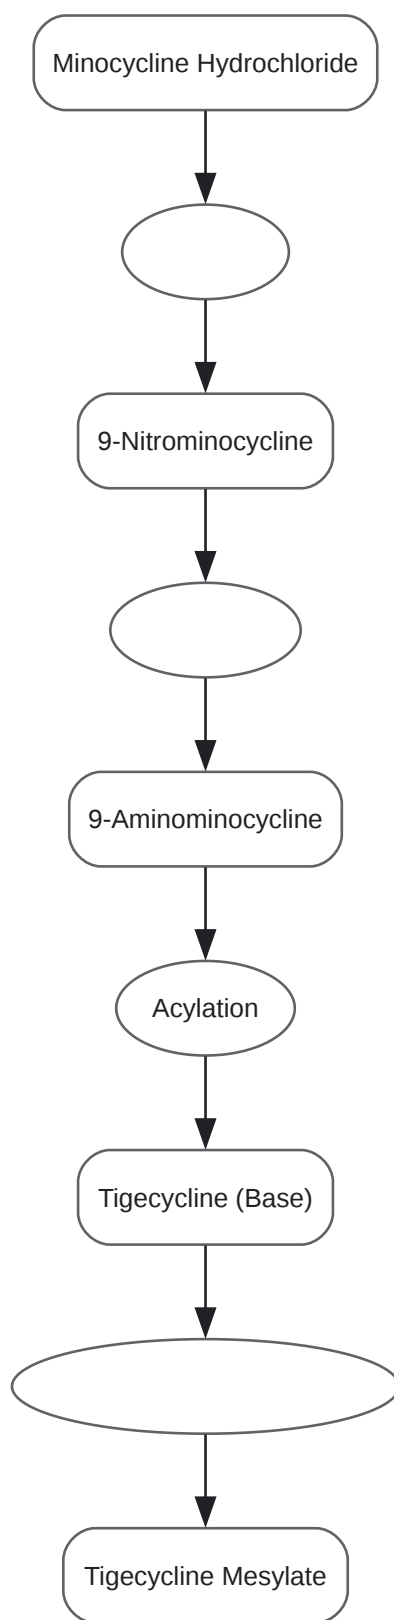 Minocycline Hydrochloride
9-Nitrominocycline
9-Aminominocycline
Acylation
Tigecycline (Base)
Tigecycline Mesylate